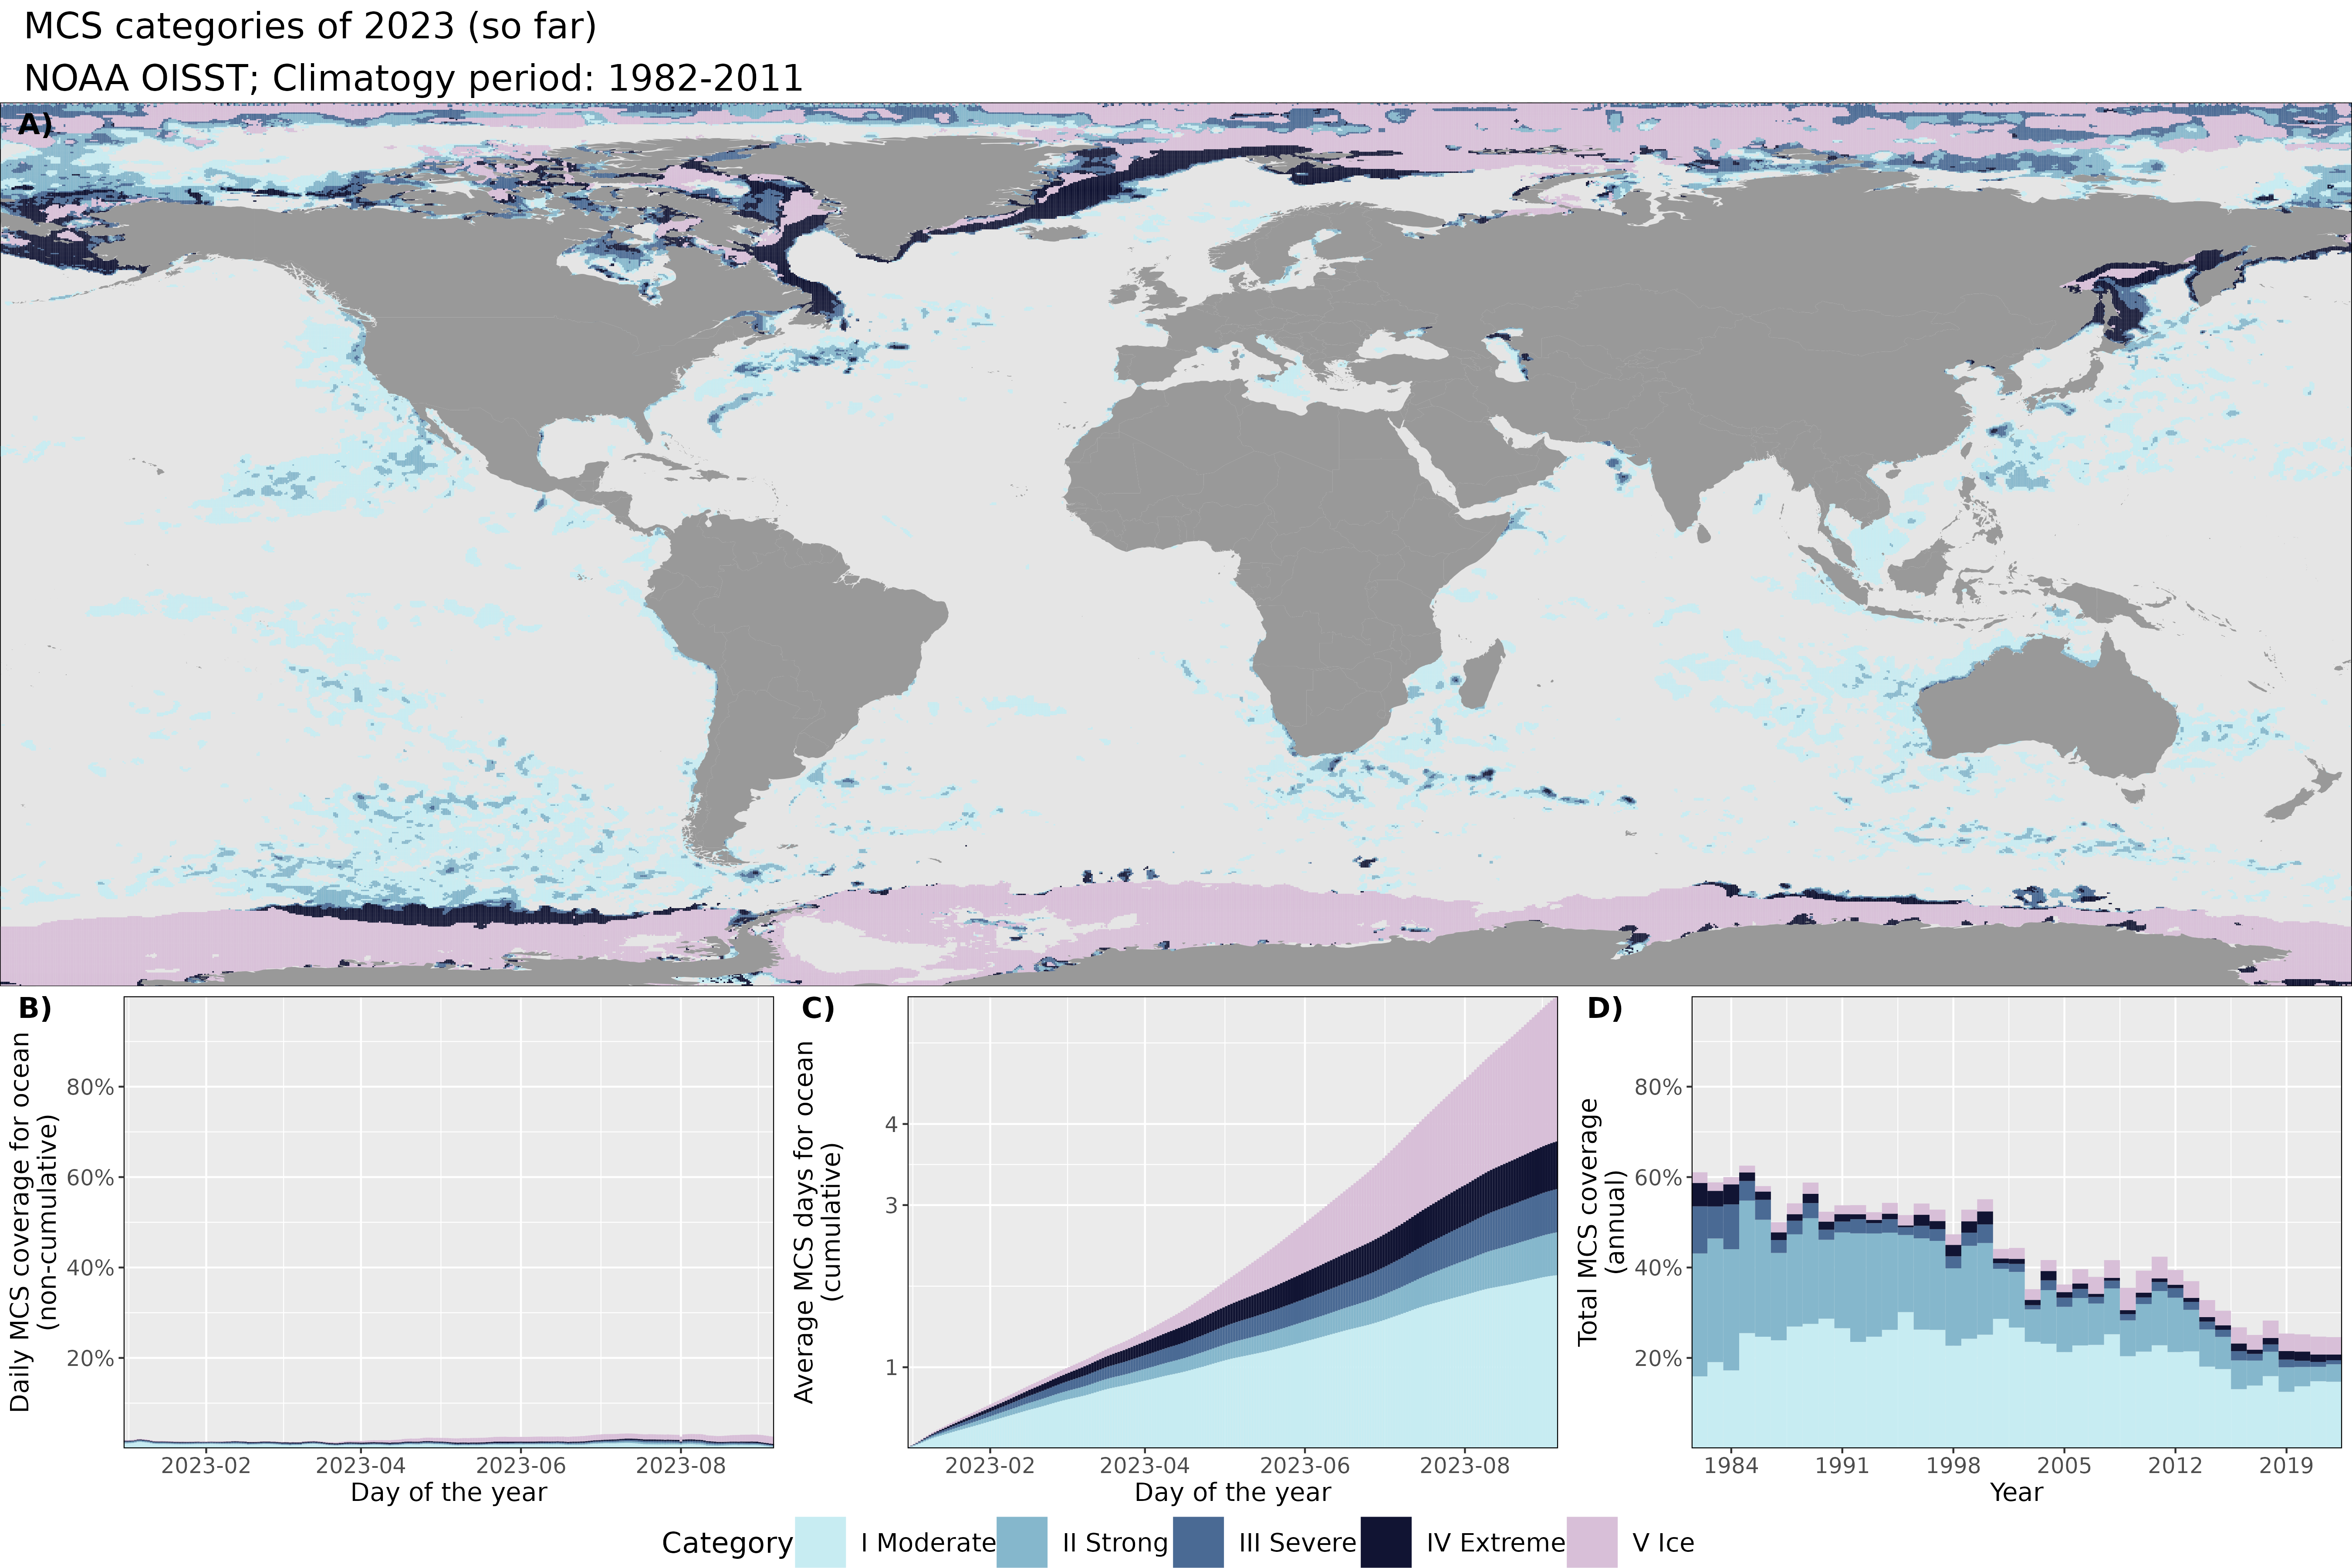 MCS categories of 2023 (so far)
NOAA OISST; Climatogy period: 1982-2011
A)
B)
Daily MCS coverage for ocean
(non-cumulative)
80%
60%
40%
20%
2023-02 2023-04 2023-06 2023-08
Day of the year
C)
Average MCS days for ocean
(cumulative)
4
3
1
2023-02 2023-04 2023-06 2023-08
Day of the year
D)
Total MCS coverage
(annual)
80%
60%
40%
20%
1984 1991 1998 2005 2012 2019
Year
Category I Moderate II Strong III Severe IV Extreme V Ice